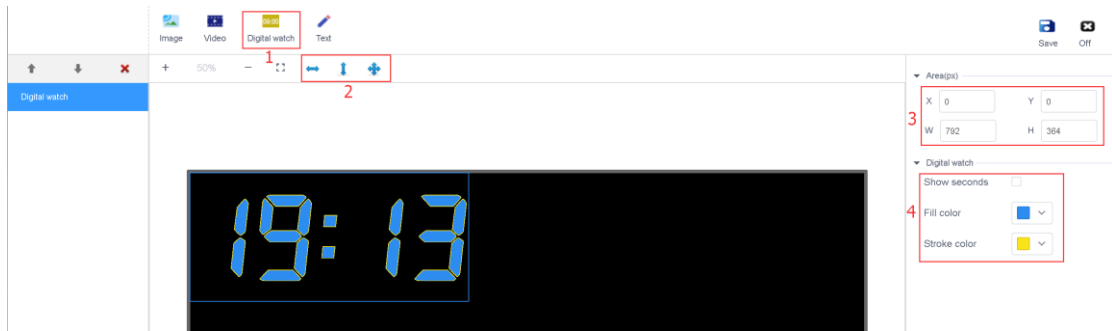 09:00
Image Video Digital watch Text
Save Off
1
50%
2
Digital watch
Area(px)
3
X 0 Y 0
W 792 H 364
Digital watch
4
Show seconds
Fill color
Stroke color
19:13